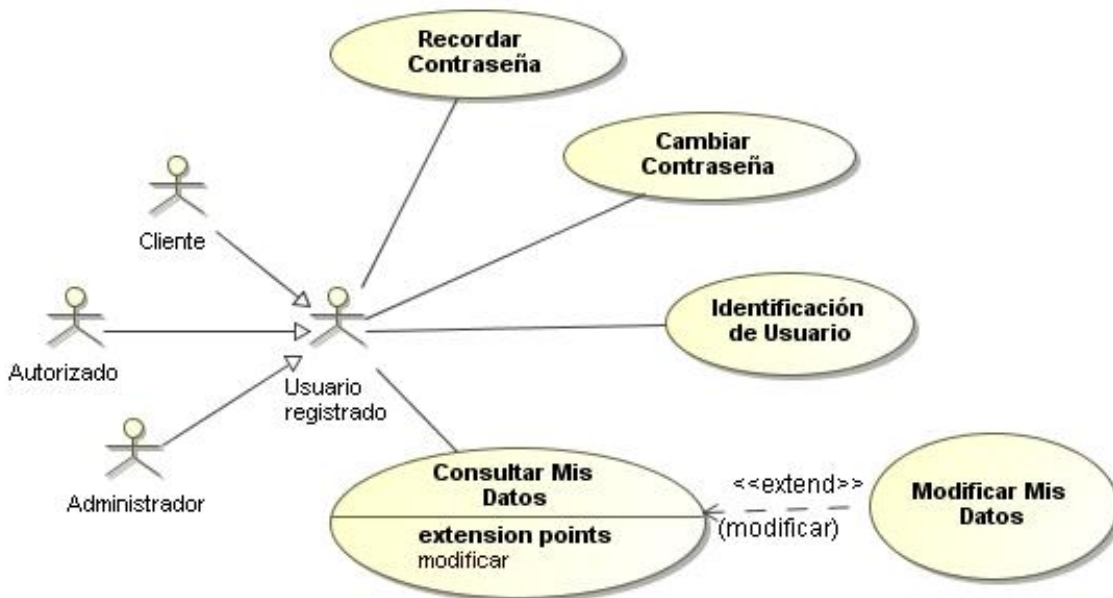 Recordar
Contraseña
Cambiar
Contraseña
Cliente
Identificación
de Usuario
Autorizado
Usuario
registrado
Administrador
Consultar Mis
Datos
extension points
modificar
<<extend>>
(modificar)
Modificar Mis
Datos